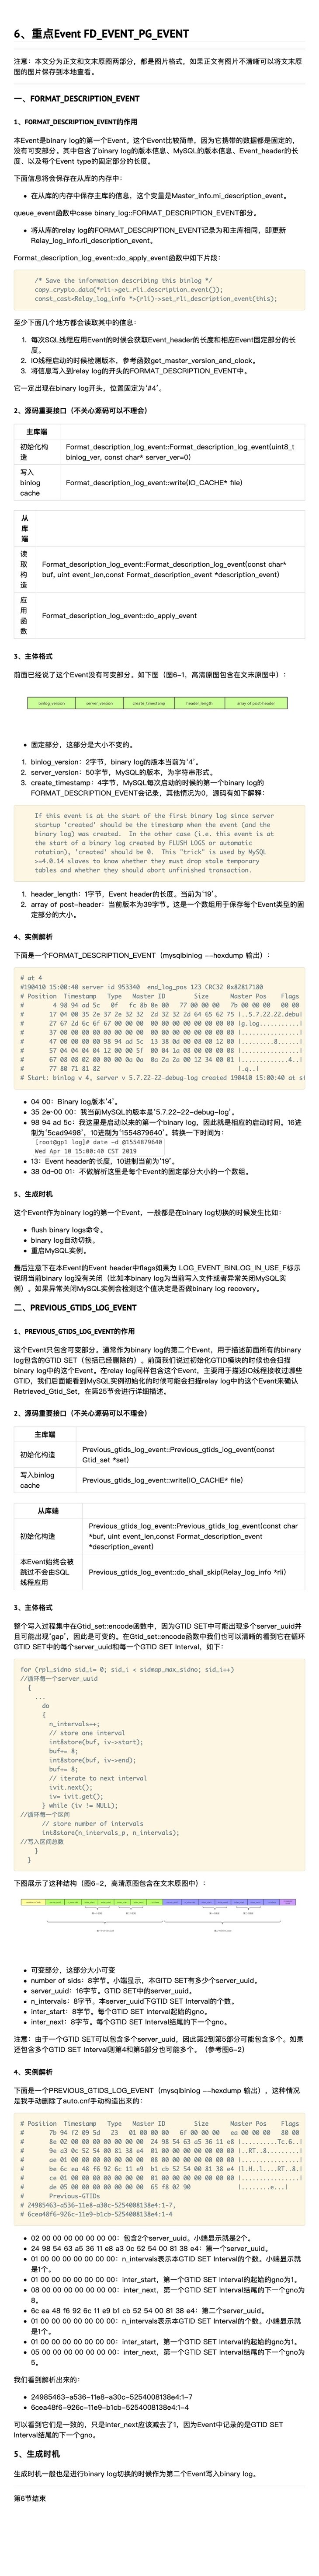 6、重点Event FD_EVENT_PG_EVENT
注意：本文分为正文和文末原图两部分，都是图片格式，如果正文有图片不清晰可以将文末原
图的图片保存到本地查看。
一、FORMAT_DESCRIPTION_EVENT
1、FORMAT_DESCRIPTION_EVENT的作用
本Event是binary log的第一个Event。这个Event比较简单，因为它携带的数据都是固定的，
没有可变部分。其中包含了binary log的版本信息、MySQL的版本信息、Event_header的长
度、以及每个Event type的固定部分的长度。
下面信息将会保存在从库的内存中：
• 在从库的内存中保存主库的信息，这个变量是Master_info.mi_description_event。
queue_event函数中case binary_log::FORMAT_DESCRIPTION_EVENT部分。
• 将从库的relay log的FORMAT_DESCRIPTION_EVENT记录为和主库相同，即更新
Relay_log_info.rli_description_event。
Format_description_log_event::do_apply_event函数中如下片段：
/* Save the information describing this binlog */
copy_crypto_data(*rli->get_rli_description_event());
const_cast<Relay_log_info *>(rli)->set_rli_description_event(this);
至少下面几个地方都会读取其中的信息：
1. 每次SQL线程应用Event的时候会获取Event_header的长度和相应Event固定部分的长
度。
2. IO线程启动的时候检测版本，参考函数get_master_version_and_clock。
3. 将信息写入到relay log的开头的FORMAT_DESCRIPTION_EVENT中。
它一定出现在binary log开头，位置固定为‘#4’。
2、源码重要接口（不关心源码可以不理会）
主库端
初始化构造 Format_description_log_event::Format_description_log_event(uint8_t
binlog_ver, const char* server_ver=0)
写入binlog cache Format_description_log_event::write(IO_CACHE* file)
从库端
读取构造 Format_description_log_event::Format_description_log_event(const char*
buf, uint event_len,const Format_description_event *description_event)
应用函数 Format_description_log_event::do_apply_event
3、主体格式
前面已经说了这个Event没有可变部分。如下图（图6-1，高清原图包含在文末原图中）：
binlog_version server_version create_timestamp header_length array of post-header
• 固定部分，这部分是大小不变的。
1. binlog_version：2字节，binary log的版本当前为‘4’。
2. server_version：50字节，MySQL的版本，为字符串形式。
3. create_timestamp：4字节，MySQL每次启动的时候的第一个binary log的
FORMAT_DESCRIPTION_EVENT会记录，其他情况为0，源码有如下解释：
If this event is at the start of the first binary log since server
startup 'created' should be the timestamp when the event (and the
binary log) was created.  In the other case (i.e. this event is at
the start of a binary log created by FLUSH LOGS or automatic
rotation), 'created' should be 0.  This "trick" is used by MySQL
>=4.0.14 slaves to know whether they must drop stale temporary
tables and whether they should abort unfinished transaction.
1. header_length：1字节，Event header的长度。当前为‘19’。
2. array of post-header：当前版本为39字节。这是一个数组用于保存每个Event类型的固
定部分的大小。
4、实例解析
下面是一个FORMAT_DESCRIPTION_EVENT（mysqlbinlog --hexdump 输出）：
# at 4
#190410 15:00:40 server id 953340  end_log_pos 123 CRC32 0x82817180
# Position  Timestamp   Type   Master ID        Size      Master Pos    Flags
#        4 98 94 ad 5c   0f   fc 8b 0e 00   77 00 00 00   7b 00 00 00   00 00
#       17 04 00 35 2e 37 2e 32 32  2d 32 32 2d 64 65 62 75 |..5.7.22.22.debu|
#       27 67 2d 6c 6f 67 00 00 00  00 00 00 00 00 00 00 00 |g.log...........|
#       37 00 00 00 00 00 00 00 00  00 00 00 00 00 00 00 00 |................|
#       47 00 00 00 00 98 94 ad 5c  13 38 0d 00 08 00 12 00 |.........8......|
#       57 04 04 04 04 12 00 00 5f  00 04 1a 08 00 00 00 08 |................|
#       67 08 08 02 00 00 00 0a 0a  0a 2a 2a 00 12 34 00 01 |.............4..|
#       77 80 71 81 82                                      |.q..|
# Start: binlog v 4, server v 5.7.22-22-debug-log created 190410 15:00:40 at st
• 04 00：Binary log版本‘4’。
• 35 2e-00 00：我当前MySQL的版本是‘5.7.22-22-debug-log’。
• 98 94 ad 5c：我这里是启动以来的第一个binary log，因此就是相应的启动时间。16进
制为‘5cad9498’，10进制为‘1554879640’。转换一下时间为：
[root@gp1 log]# date -d @1554879640
Wed Apr 10 15:00:40 CST 2019
• 13：Event header的长度，10进制当前为‘19’。
• 38 0d-00 01：不做解析这里是每个Event的固定部分大小的一个数组。
5、生成时机
这个Event作为binary log的第一个Event，一般都是在binary log切换的时候发生比如：
• flush binary logs命令。
• binary log自动切换。
• 重启MySQL实例。
最后注意下在本Event的Event header中flags如果为 LOG_EVENT_BINLOG_IN_USE_F标示
说明当前binary log没有关闭（比如本binary log为当前写入文件或者异常关闭MySQL实
例）。如果异常关闭MySQL实例会检测这个值决定是否做binary log recovery。
二、PREVIOUS_GTIDS_LOG_EVENT
1、PREVIOUS_GTIDS_LOG_EVENT的作用
这个Event只包含可变部分。通常作为binary log的第二个Event，用于描述前面所有的binary
log包含的GTID SET（包括已经删除的）。前面我们说过初始化GTID模块的时候也会扫描
binary log中的这个Event。在relay log同样包含这个Event，主要用于描述IO线程接收过哪些
GTID，我们后面能看到MySQL实例初始化的时候可能会扫描relay log中的这个Event来确认
Retrieved_Gtid_Set，在第25节会进行详细描述。
2、源码重要接口（不关心源码可以不理会）
主库端
初始化构造 Previous_gtids_log_event::Previous_gtids_log_event(const
Gtid_set *set)
写入binlog cache Previous_gtids_log_event::write(IO_CACHE* file)
从库端
初始化构造 Previous_gtids_log_event::Previous_gtids_log_event(const char
*buf, uint event_len,const Format_description_event
*description_event)
本Event始终会被跳过不会由SQL线程应用 Previous_gtids_log_event::do_shall_skip(Relay_log_info *rli)
3、主体格式
整个写入过程集中在Gtid_set::encode函数中，因为GTID SET中可能出现多个server_uuid并
且可能出现‘gap’，因此是可变的。在Gtid_set::encode函数中我们也可以清晰的看到它在循环
GTID SET中的每个server_uuid和每一个GTID SET Interval，如下：
for (rpl_sidno sid_i= 0; sid_i < sidmap_max_sidno; sid_i++)
//循环每一个server_uuid
{
...
do
{
n_intervals++;
// store one interval
int8store(buf, iv->start);
buf+= 8;
int8store(buf, iv->end);
buf+= 8;
// iterate to next interval
ivit.next();
iv= ivit.get();
} while (iv != NULL);
//循环每一个区间
// store number of intervals
int8store(n_intervals_p, n_intervals);
//写入区间总数
}
}
下图展示了这种结构（图6-2，高清原图包含在文末原图中）：
• 可变部分，这部分大小可变
• number of sids：8字节。小端显示，本GITD SET有多少个server_uuid。
• server_uuid：16字节。GTID SET中的server_uuid。
• n_intervals：8字节。本server_uuid下GTID SET Interval的个数。
• inter_start：8字节。每个GTID SET Interval起始的gno。
• inter_next：8字节。每个GTID SET Interval结尾的下一个gno。
注意：由于一个GTID SET可以包含多个server_uuid，因此第2到第5部分可能包含多个。如果
还包含多个GTID SET Interval则第4和第5部分也可能多个。（参考图6-2）
4、实例解析
下面是一个PREVIOUS_GTIDS_LOG_EVENT（mysqlbinlog --hexdump 输出），这种情况
是我手动删除了auto.cnf手动构造出来的：
# Position  Timestamp   Type   Master ID        Size      Master Pos    Flags
#       7b 94 f2 09 5d   23   01 00 00 00   6f 00 00 00   ea 00 00 00   80 00
#       8e 02 00 00 00 00 00 00 00  24 98 54 63 a5 36 11 e8 |..........Tc.6..|
#       9e a3 0c 52 54 00 81 38 e4  01 00 00 00 00 00 00 00 |..RT..8.........|
#       ae 01 00 00 00 00 00 00 00  08 00 00 00 00 00 00 00 |................|
#       be 6c ea 48 f6 92 6c 11 e9  b1 cb 52 54 00 81 38 e4 |l.H..l....RT..8.|
#       ce 01 00 00 00 00 00 00 00  01 00 00 00 00 00 00 00 |................|
#       de 05 00 00 00 00 00 00 00  65 f8 02 90             |........e...|
#       Previous-GTIDs
# 24985463-a536-11e8-a30c-5254008138e4:1-7,
# 6cea48f6-926c-11e9-b1cb-5254008138e4:1-4
• 02 00 00 00 00 00 00 00：包含2个server_uuid。小端显示就是2个。
• 24 98 54 63 a5 36 11 e8 a3 0c 52 54 00 81 38 e4：第一个server_uuid。
• 01 00 00 00 00 00 00 00：n_intervals表示本GTID SET Interval的个数。小端显示就
是1个。
• 01 00 00 00 00 00 00 00：inter_start，第一个GTID SET Interval的起始的gno为1。
• 08 00 00 00 00 00 00 00：inter_next，第一个GTID SET Interval结尾的下一个gno为
8。
• 6c ea 48 f6 92 6c 11 e9 b1 cb 52 54 00 81 38 e4：第二个server_uuid。
• 01 00 00 00 00 00 00 00：n_intervals表示本GTID SET Interval的个数。小端显示就
是1个。
• 01 00 00 00 00 00 00 00：inter_start，第一个GTID SET Interval的起始的gno为1。
• 05 00 00 00 00 00 00 00：inter_next，第一个GTID SET Interval结尾的下一个gno为
5。
我们看到解析出来的：
• 24985463-a536-11e8-a30c-5254008138e4:1-7
• 6cea48f6-926c-11e9-b1cb-5254008138e4:1-4
可以看到它们是一致的，只是inter_next应该减去了1，因为Event中记录的是GTID SET
Interval结尾的下一个gno。
5、生成时机
生成时机一般也是进行binary log切换的时候作为第二个Event写入binary log。
第6节结束